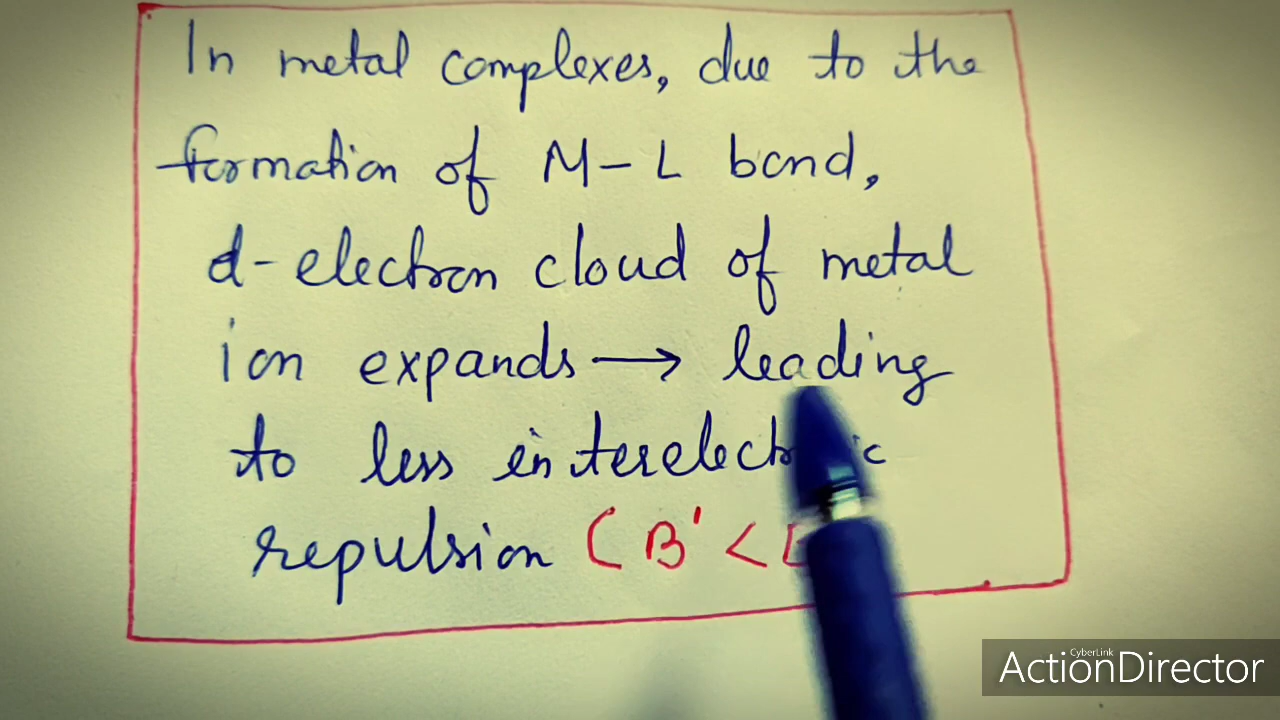 In metal complexes, due to the
formation of M-L bond,
d-electron cloud of metal
ion expands → leading
to less
repulsion (B' <
CyberLink
ActionDirector